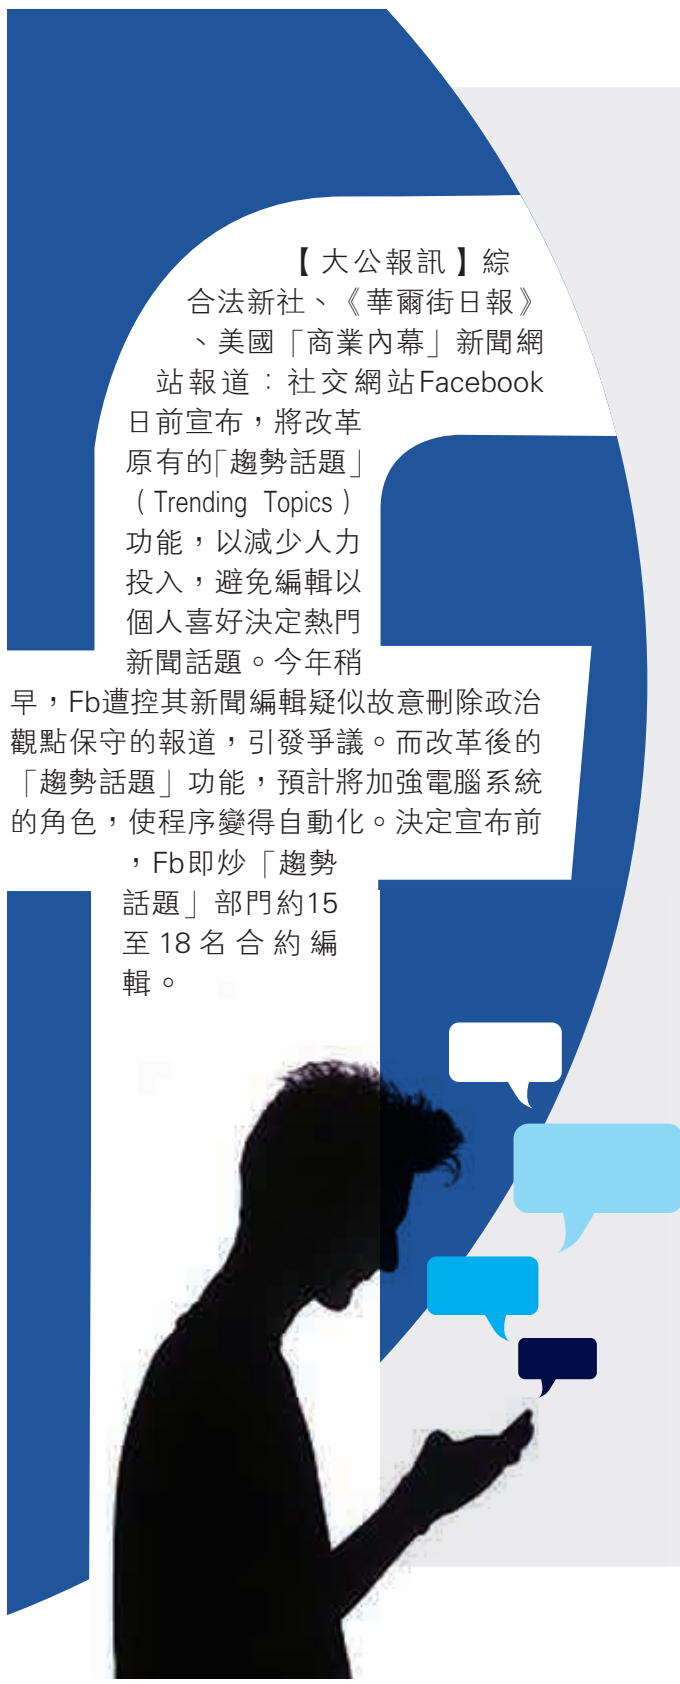 【大公報訊】綜
合法新社、《華爾街日報》
、美國「商業內幕」新聞網
站報道：社交網站Facebook
日前宣布，將改革
原有的「趨勢話題」
（Trending Topics）
功能，以減少人力
投入，避免編輯以
個人喜好決定熱門
新聞話題。今年稍
早，Fb遭控其新聞編輯疑似故意刪除政治
觀點保守的報道，引發爭議。而改革後的
「趨勢話題」功能，預計將加強電腦系統
的角色，使程序變得自動化。決定宣布前
，Fb即炒「趨勢
話題」部門約15
至18名合約編
輯。